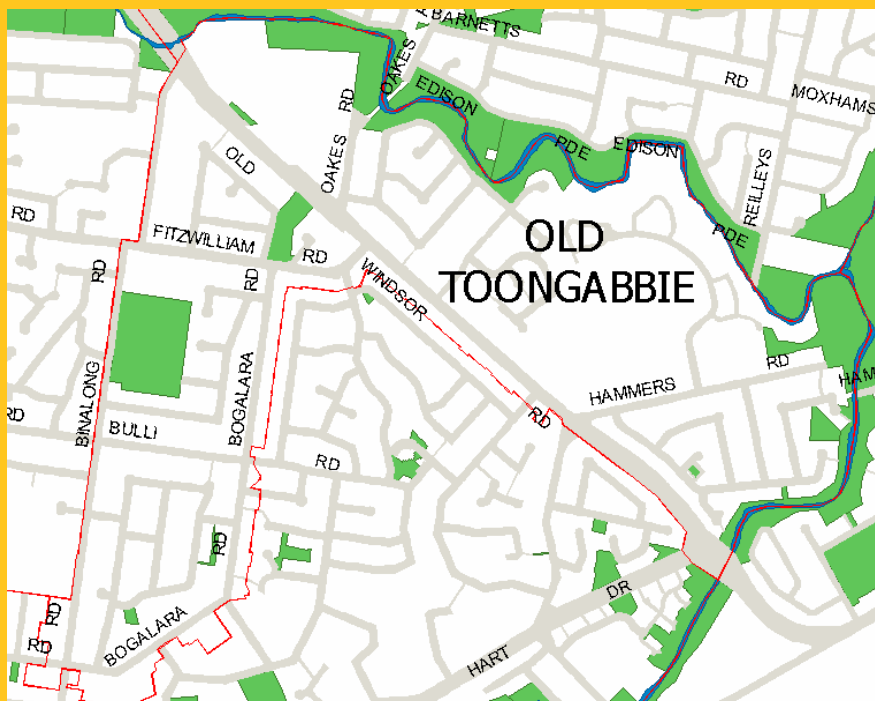 BARNETTS
RD
MOXHAMS
OAKES
RD
OAKES
EDISON
PDE
EDISON
REILLEYS
PDE
OLD
OLD
TOONGABBIE
RD
FITZWILLIAM
RD
RD
RD
WINDSOR
RD
HAMMERS
RD
BINALONG
BOGALARA
RD
BULLI
RD
RD
DR
HART
RD
RD
BOGALARA